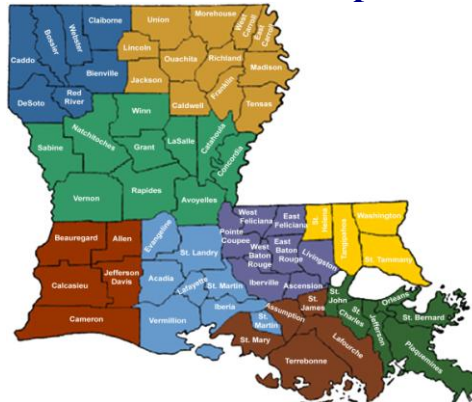 Claiborne
Union
Morehouse
West Carroll
East Carroll
Webster
Bossier
Caddo
Lincoln
Ouachita
Richland
Madison
Bienville
Jackson
Franklin
DeSoto
Red River
Caldwell
Tensas
Winn
Natchitoches
Sabine
Grant
LaSalle
Catahoula
Concordia
Vernon
Rapides
Avoyelles
Beauregard
Allen
Evangeline
St. Landry
Pointe Coupee
West Feliciana
East Feliciana
St. Helena
Tangipahoa
Washington
St. Tammany
West Baton Rouge
East Baton Rouge
Livingston
Calcasieu
Jefferson Davis
Acadia
Lafayette
St. Martin
Iberville
Ascension
Cameron
Vermillion
Iberia
St. Martin
Assumption
St. James
St. John
St. Charles
Jefferson
Orleans
St. Bernard
Plaquemines
St. Mary
Terrebonne
Lafourche